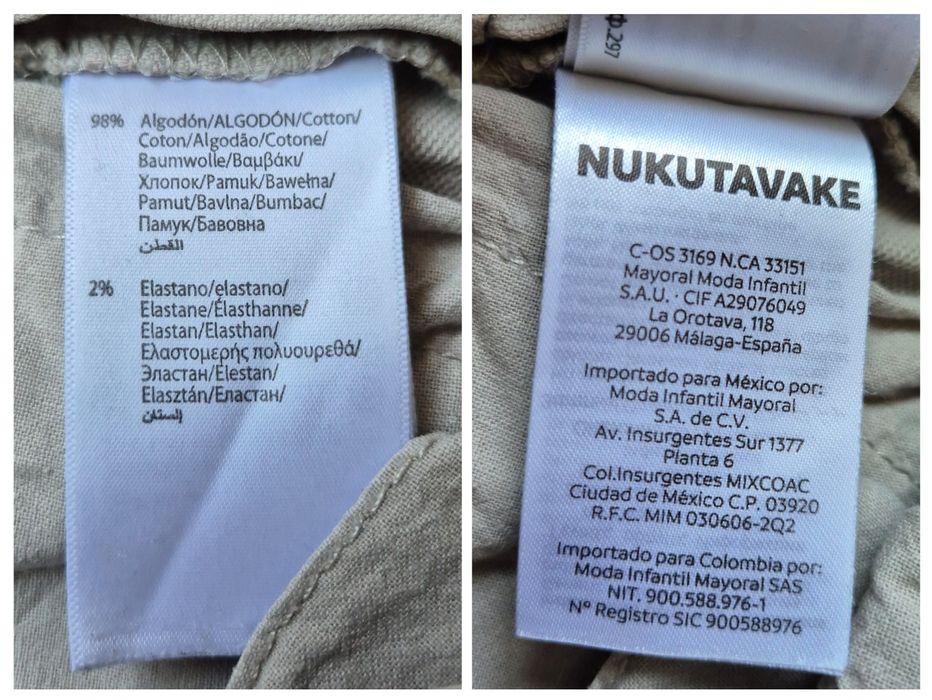 98% Algodón/ALGODÓN/Cotton/
Coton/Algodão/Cotone/
Baumwolle/Βαμβάκι/
Хлопок/Pamuk/Bawełna/
Pamut/Bavlna/Bumbac/
Памук/Бавовна
القطن
2% Elastano/elastano/
Elastane/Élasthanne/
Elastan/Elasthan/
Ελαστομερής πολυουρεθά/
Эластан/Elestan/
Elasztán/Еластан/
إلستان
ф.297
NUKUTAVAKE
C-OS 3169 N.CA 33151
Mayoral Moda Infantil
S.A.U. · CIF A29076049
La Orotava, 118
29006 Málaga-España
Importado para México por:
Moda Infantil Mayoral
S.A. de C.V.
Av. Insurgentes Sur 1377
Planta 6
Col.Insurgentes MIXCOAC
Ciudad de México C.P. 03920
R.F.C. MIM 030606-2Q2
Importado para Colombia por:
Moda Infantil Mayoral SAS
NIT. 900.588.976-1
Nº Registro SIC 900588976